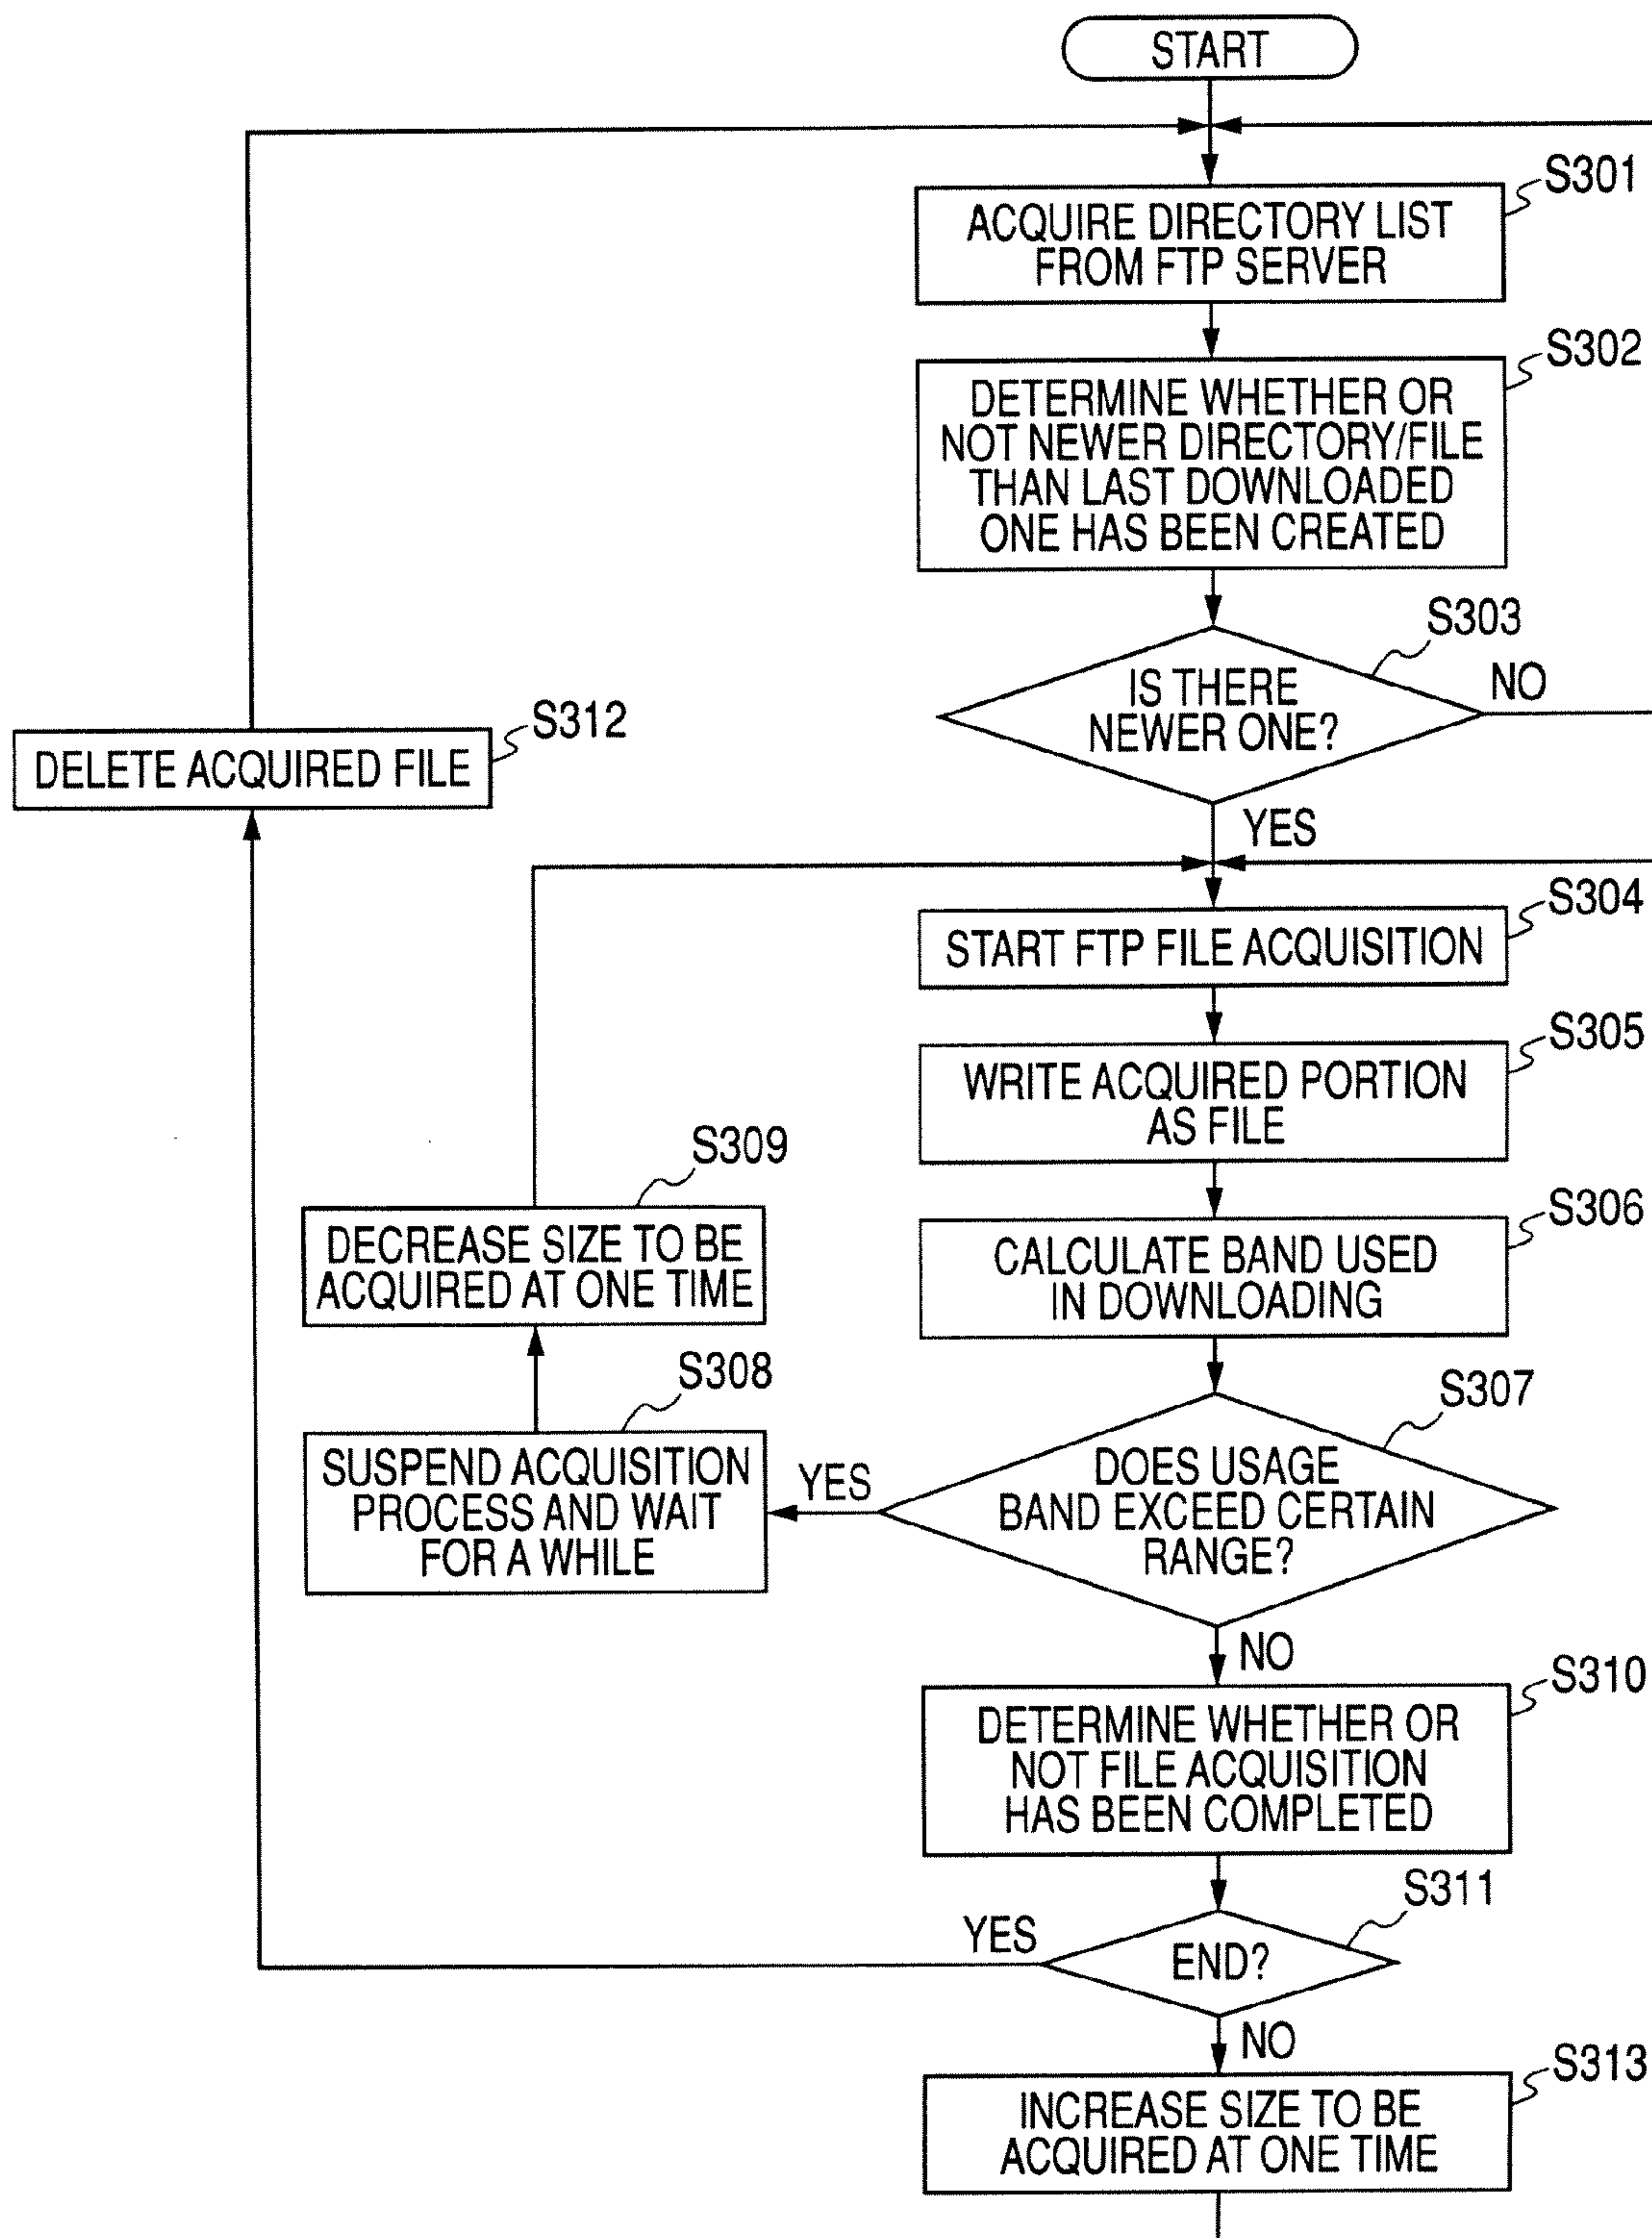 START
S301
ACQUIRE DIRECTORY LIST
FROM FTP SERVER
S302
DETERMINE WHETHER OR
NOT NEWER DIRECTORY/FILE
THAN LAST DOWNLOADED
ONE HAS BEEN CREATED
S303
IS THERE
NEWER ONE?
NO
S312
DELETE ACQUIRED FILE
YES
S304
START FTP FILE ACQUISITION
S305
WRITE ACQUIRED PORTION
AS FILE
S309
DECREASE SIZE TO BE
ACQUIRED AT ONE TIME
S306
CALCULATE BAND USED
IN DOWNLOADING
S308
SUSPEND ACQUISITION
PROCESS AND WAIT
FOR A WHILE
YES
S307
DOES USAGE
BAND EXCEED CERTAIN
RANGE?
NO
S310
DETERMINE WHETHER OR
NOT FILE ACQUISITION
HAS BEEN COMPLETED
S311
YES
END?
NO
S313
INCREASE SIZE TO BE
ACQUIRED AT ONE TIME